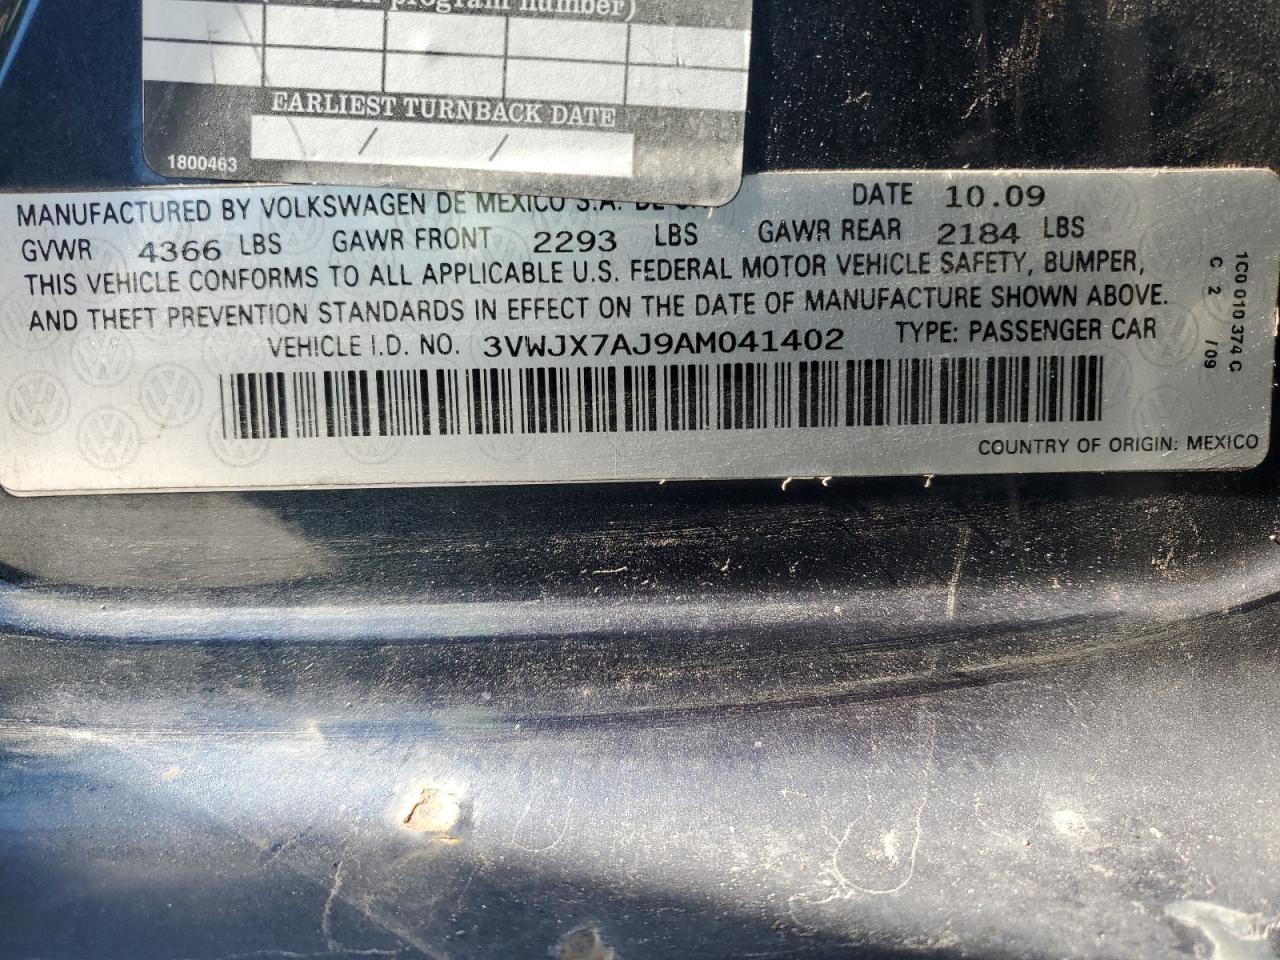 in program number)
EARLIEST TURNBACK DATE
/ /
1800463
MANUFACTURED BY VOLKSWAGEN DE MEXICO S.A. DE DATE 10.09
GVWR 4366 LBS GAWR FRONT 2293 LBS GAWR REAR 2184 LBS
THIS VEHICLE CONFORMS TO ALL APPLICABLE U.S. FEDERAL MOTOR VEHICLE SAFETY, BUMPER,
AND THEFT PREVENTION STANDARDS IN EFFECT ON THE DATE OF MANUFACTURE SHOWN ABOVE.
VEHICLE I.D. NO. 3VWJX7AJ9AM041402 TYPE: PASSENGER CAR
COUNTRY OF ORIGIN: MEXICO
1C0 010 374 C
C 2 /09